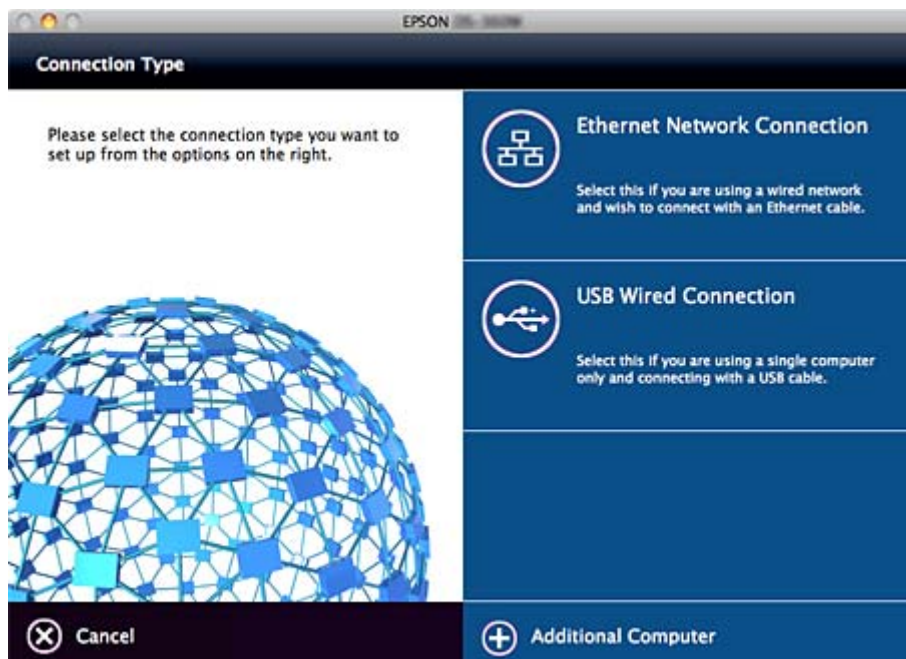 EPSON
Connection Type
Please select the connection type you want to
set up from the options on the right.
Ethernet Network Connection
Select this if you are using a wired network
and wish to connect with an Ethernet cable.
USB Wired Connection
Select this if you are using a single computer
only and connecting with a USB cable.
Cancel
Additional Computer